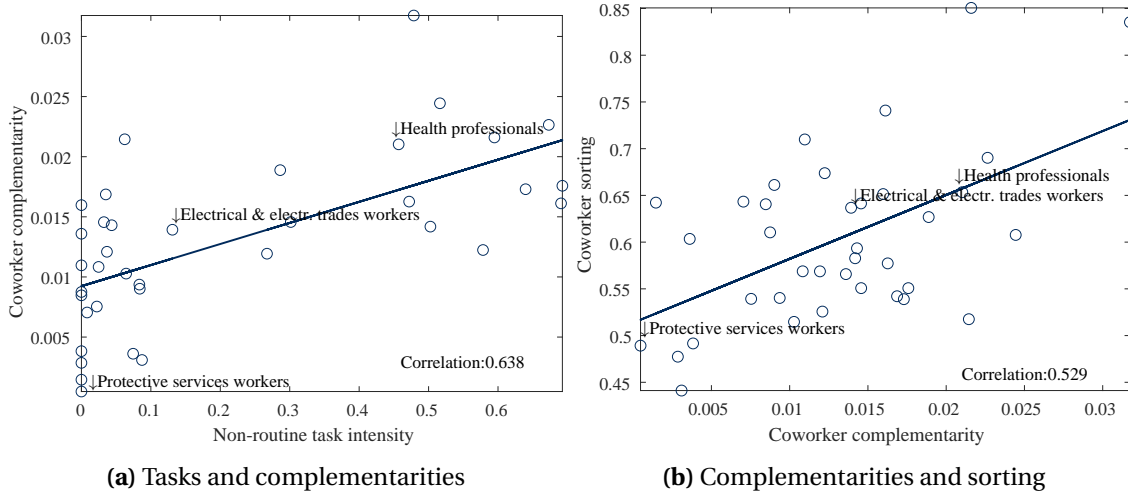 0.03
0.025
0.02
0.015
0.01
0.005
Coworker complementarity
↓Health professionals
↓Electrical & electr. trades workers
↓Protective services workers
Correlation:0.638
0 0.1 0.2 0.3 0.4 0.5 0.6
Non-routine task intensity
(a) Tasks and complementarities
0.85
0.8
0.75
0.7
0.65
0.6
0.55
0.5
0.45
Coworker sorting
↓Health professionals
↓Electrical & electr. trades workers
↓Protective services workers
Correlation:0.529
0.005 0.01 0.015 0.02 0.025 0.03
Coworker complementarity
(b) Complementarities and sorting